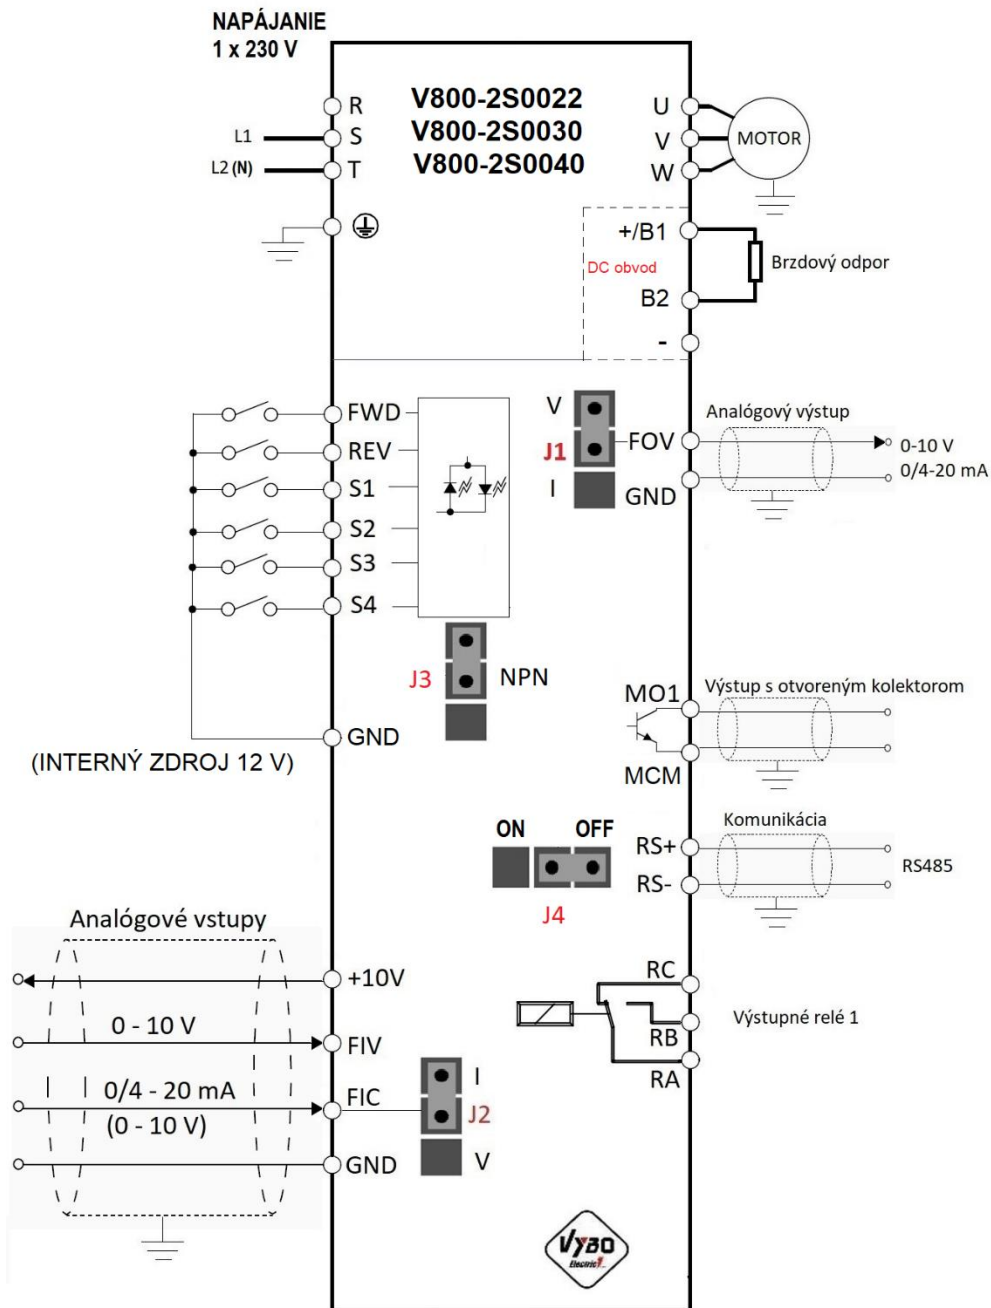 NAPÁJANIE
1 x 230 V
V800-2S0022
V800-2S0030
V800-2S0040
R
L1
S
L2 (N)
T
U
V
W
MOTOR
+/B1
DC obvod
B2
-
Brzdový odpor
FWD
REV
S1
S2
S3
S4
J3
NPN
GND
(INTERNÝ ZDROJ 12 V)
V
J1
I
FOV
GND
Analógový výstup
0-10 V
0/4-20 mA
MO1
MCM
Výstup s otvoreným kolektorom
ON
OFF
J4
RS+
RS-
Komunikácia
RS485
Analógové vstupy
+10V
0 - 10 V
FIV
0/4 - 20 mA
(0 - 10 V)
FIC
GND
I
J2
V
RC
RB
RA
Výstupné relé 1
VYBO
Electric